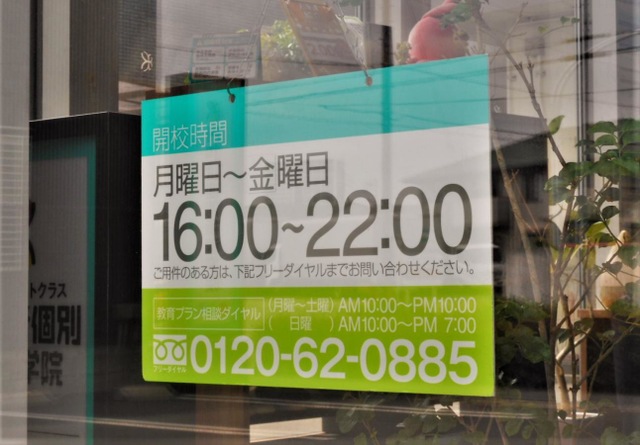 開校時間
月曜日～金曜日
16:00～22:00
ご用件のある方は、下記フリーダイヤルまでお問い合わせください。
教育プラン相談ダイヤル (月曜～土曜) AM10:00～PM10:00
( 日曜 ) AM10:00～PM 7:00
フリーダイヤル 0120-62-0885
トクラス
個別
学院